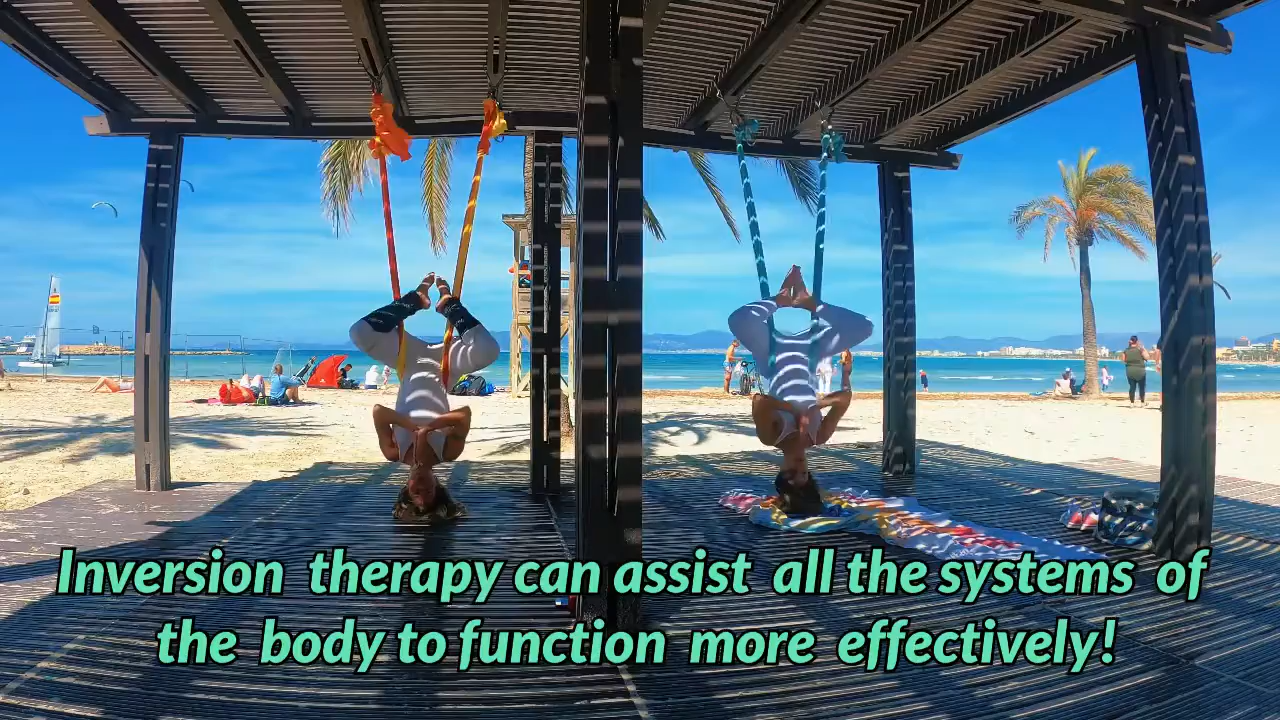 Inversion therapy can assist all the systems of
the body to function more effectively!